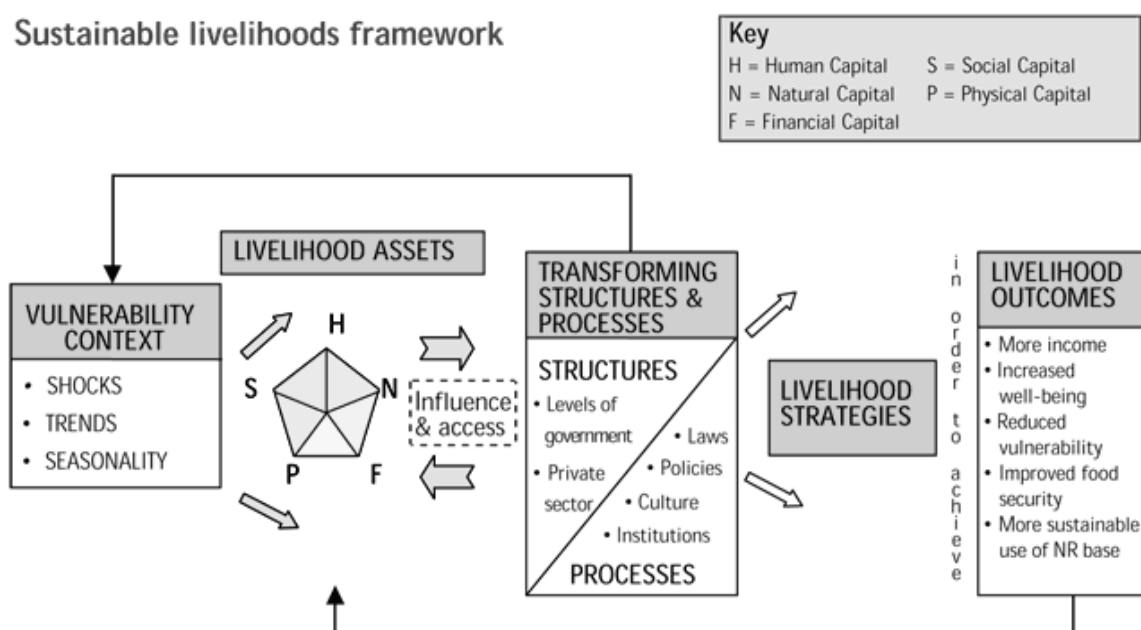 Sustainable livelihoods framework
Key
H = Human Capital S = Social Capital
N = Natural Capital P = Physical Capital
F = Financial Capital
LIVELIHOOD ASSETS
VULNERABILITY
CONTEXT
• SHOCKS
• TRENDS
• SEASONALITY
H
S
N
P
F
Influence
& access
TRANSFORMING
STRUCTURES &
PROCESSES
STRUCTURES
• Levels of
government
• Private
sector
• Laws
• Policies
• Culture
• Institutions
PROCESSES
LIVELIHOOD
STRATEGIES
in order to achieve
LIVELIHOOD
OUTCOMES
• More income
• Increased
well-being
• Reduced
vulnerability
• Improved food
security
• More sustainable
use of NR base